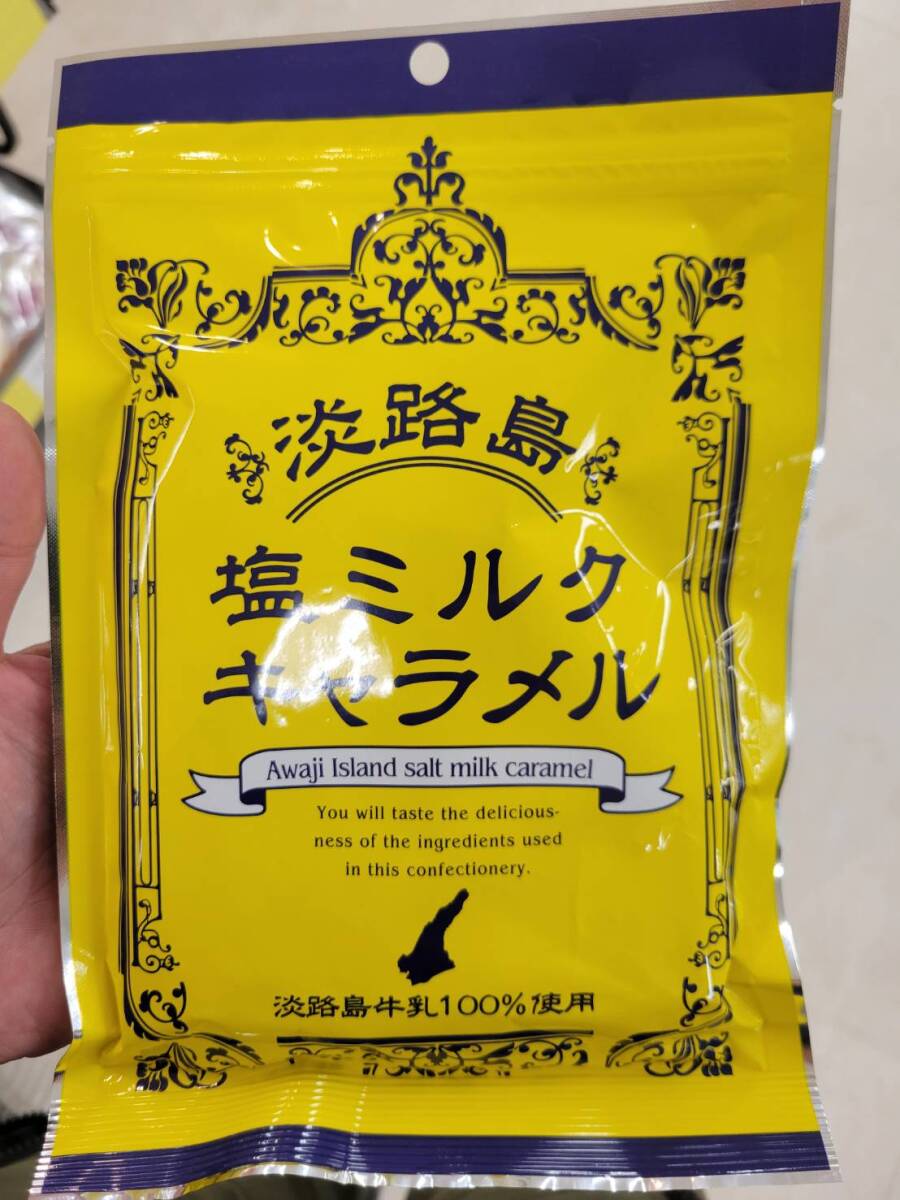 淡路島
塩ミルク
キャラメル
Awaji Island salt milk caramel
You will taste the delicious-
ness of the ingredients used
in this confectionery.
淡路島牛乳100%使用